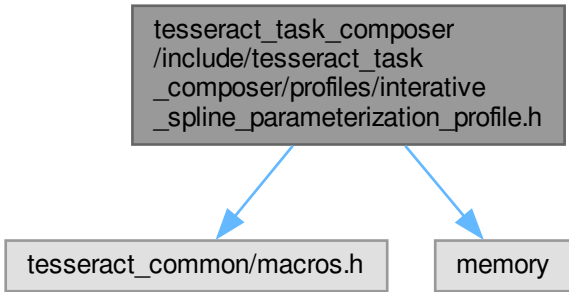 tesseract_task_composer
/include/tesseract_task
_composer/profiles/interative
_spline_parameterization_profile.h
tesseract_common/macros.h
memory